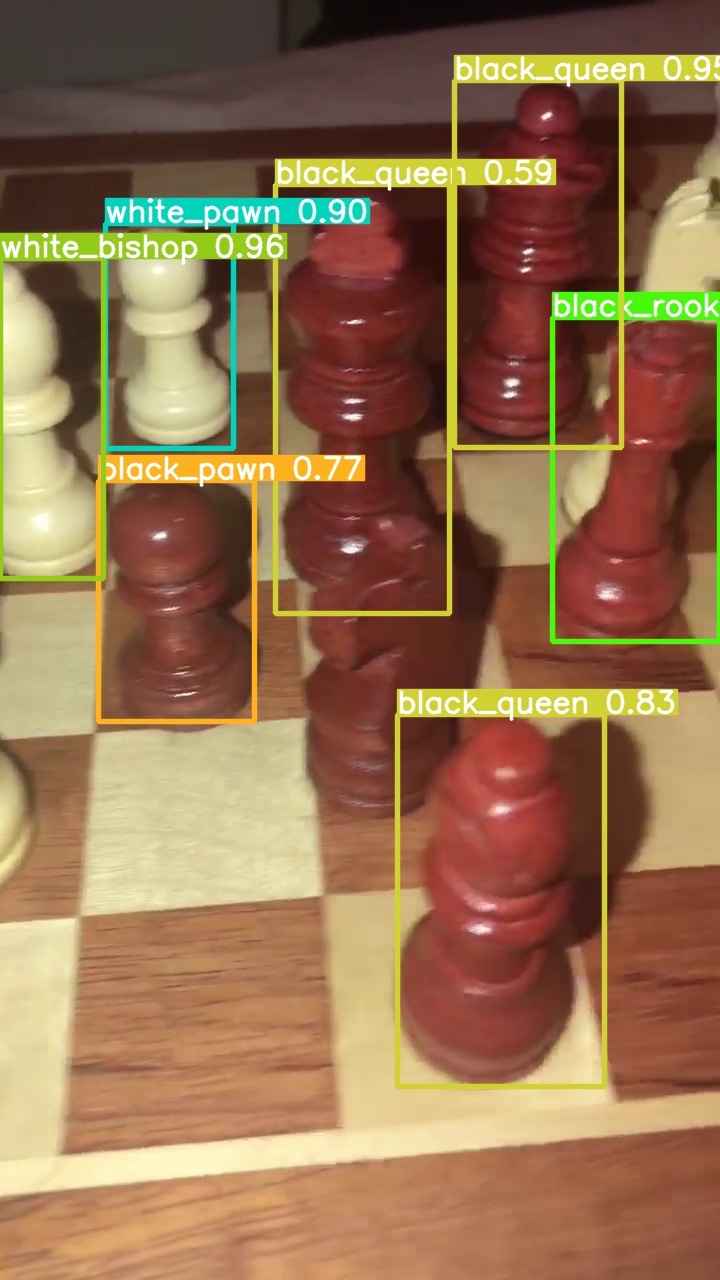 black_queen 0.95
black_queen 0.59
white_pawn 0.90
white_bishop 0.96
black_rook
black_pawn 0.77
black_queen 0.83